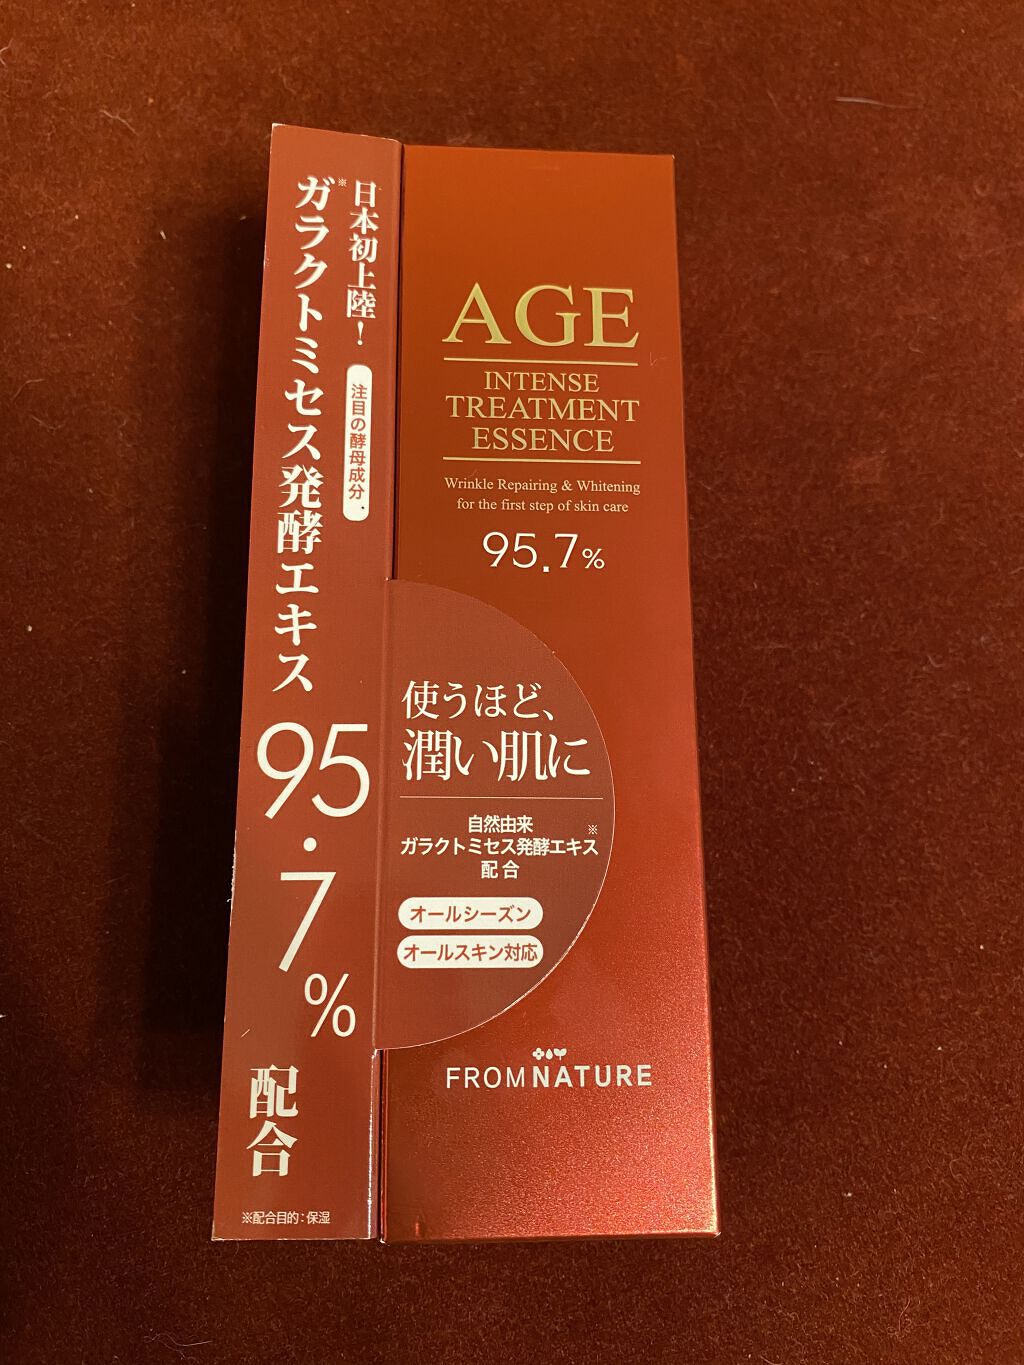 日本初上陸！
注目の酵母成分
ガラクトミセス発酵エキス※
95.7%
配合
※配合目的：保湿
AGE
INTENSE
TREATMENT
ESSENCE
Wrinkle Repairing & Whitening
for the first step of skin care
95.7%
使うほど、
潤い肌に
自然由来
ガラクトミセス発酵エキス※
配合
オールシーズン
オールスキン対応
FROMNATURE